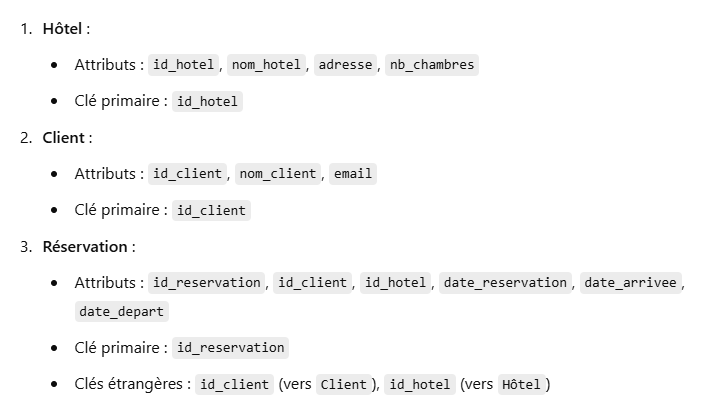 1. Hôtel :
• Attributs : id_hotel, nom_hotel, adresse, nb_chambres
• Clé primaire : id_hotel
2. Client :
• Attributs : id_client, nom_client, email
• Clé primaire : id_client
3. Réservation :
• Attributs : id_reservation, id_client, id_hotel, date_reservation, date_arrivee,
date_depart
• Clé primaire : id_reservation
• Clés étrangères : id_client (vers Client), id_hotel (vers Hôtel)